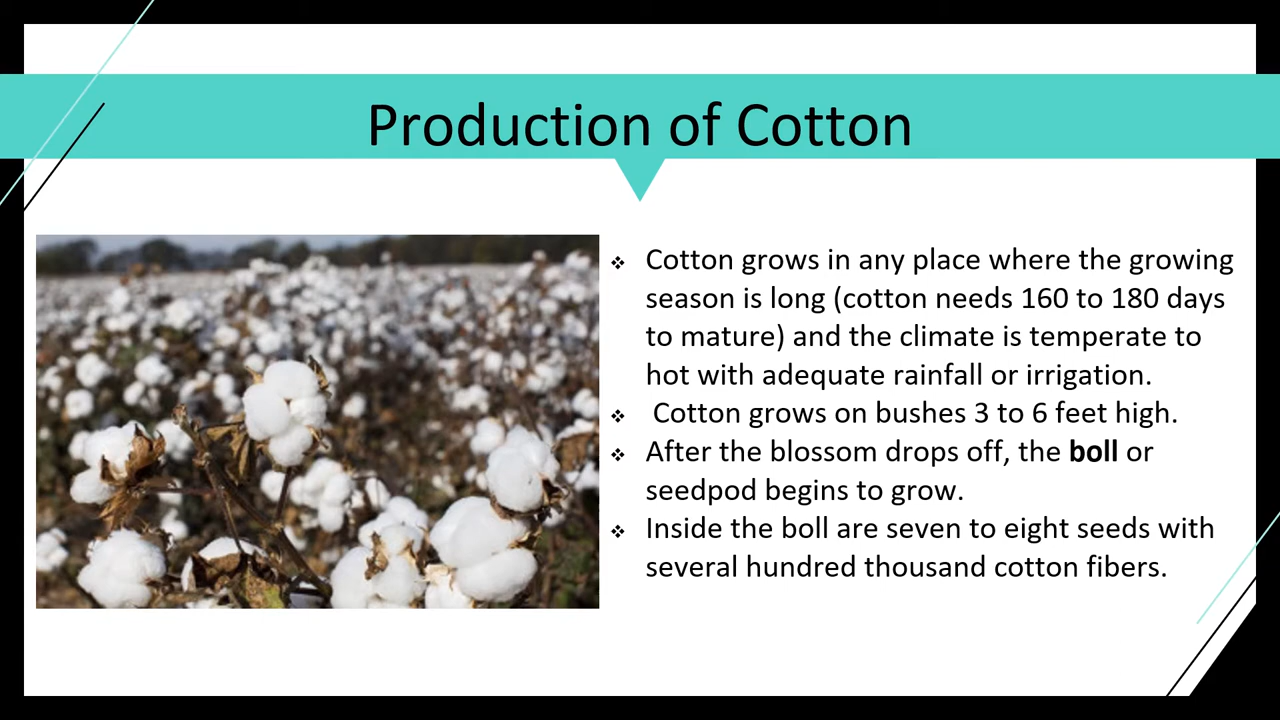 Production of Cotton
❖ Cotton grows in any place where the growing
season is long (cotton needs 160 to 180 days
to mature) and the climate is temperate to
hot with adequate rainfall or irrigation.
❖ Cotton grows on bushes 3 to 6 feet high.
❖ After the blossom drops off, the boll or
seedpod begins to grow.
❖ Inside the boll are seven to eight seeds with
several hundred thousand cotton fibers.